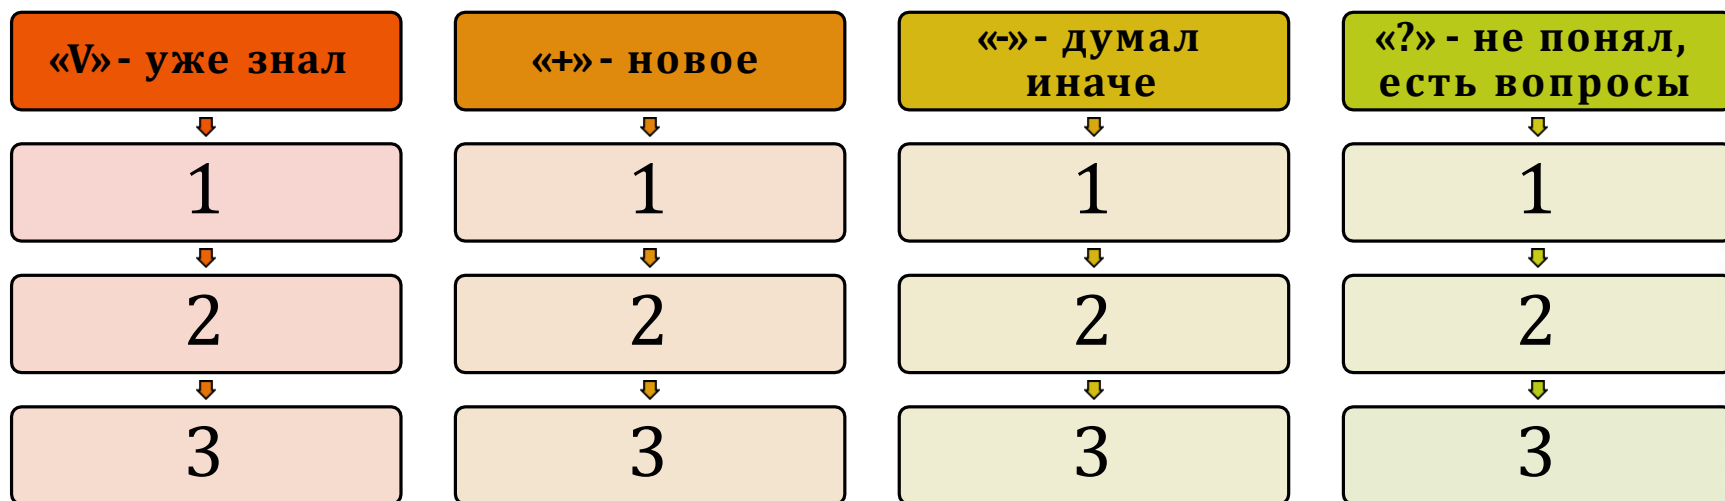 «V» - уже знал
«+» - новое
«-» - думал
иначе
«?» - не понял,
есть вопросы
1
1
1
1
2
2
2
2
3
3
3
3